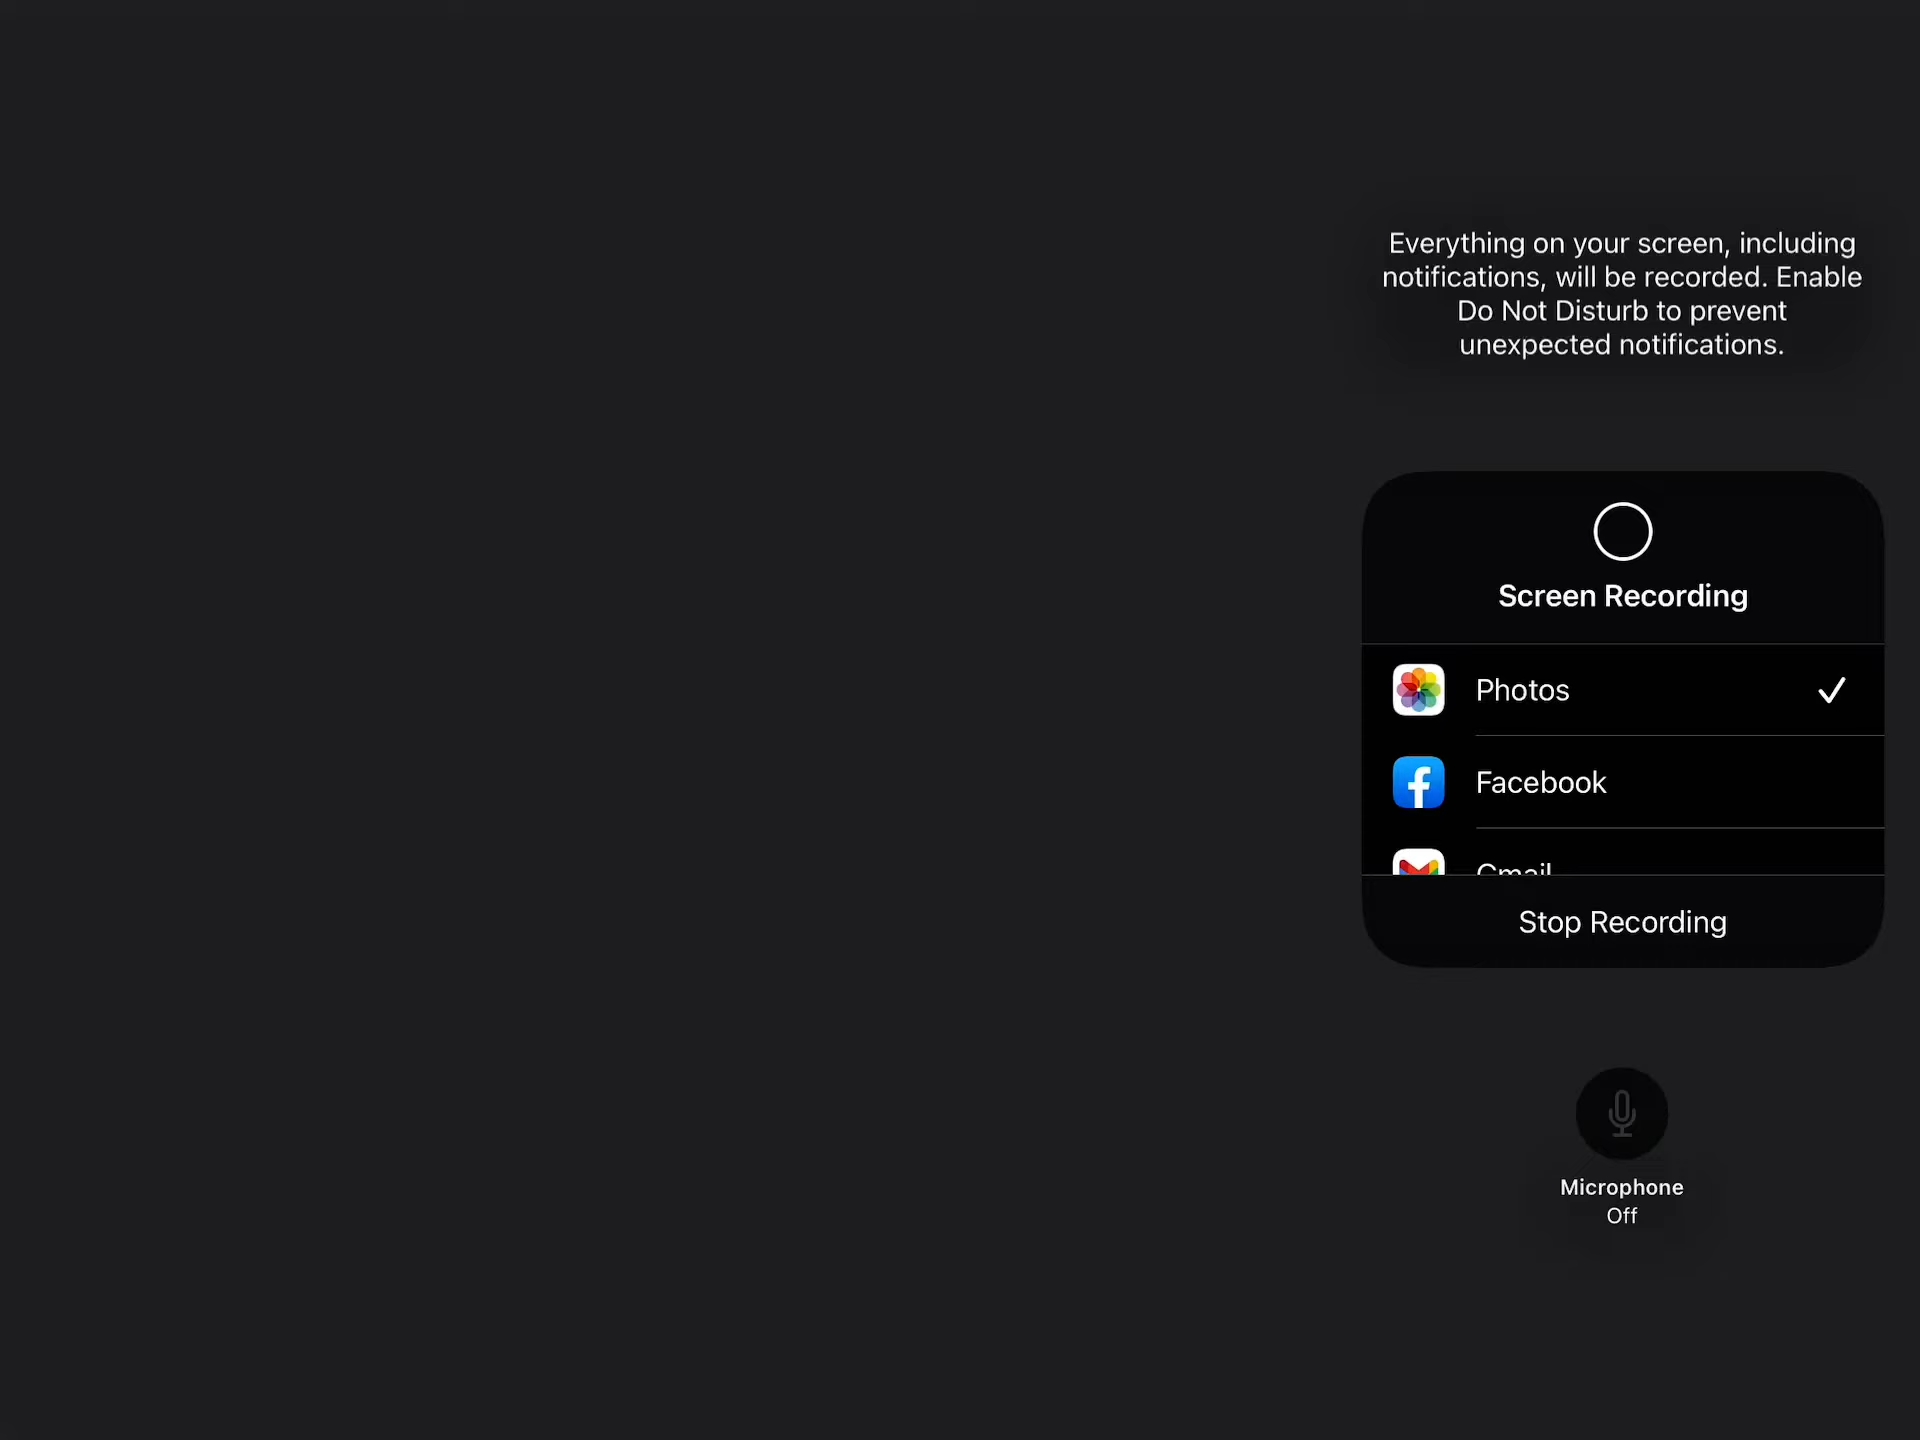 Everything on your screen, including
notifications, will be recorded. Enable
Do Not Disturb to prevent
unexpected notifications.
Screen Recording
Photos
Facebook
Gmail
Stop Recording
Microphone
Off